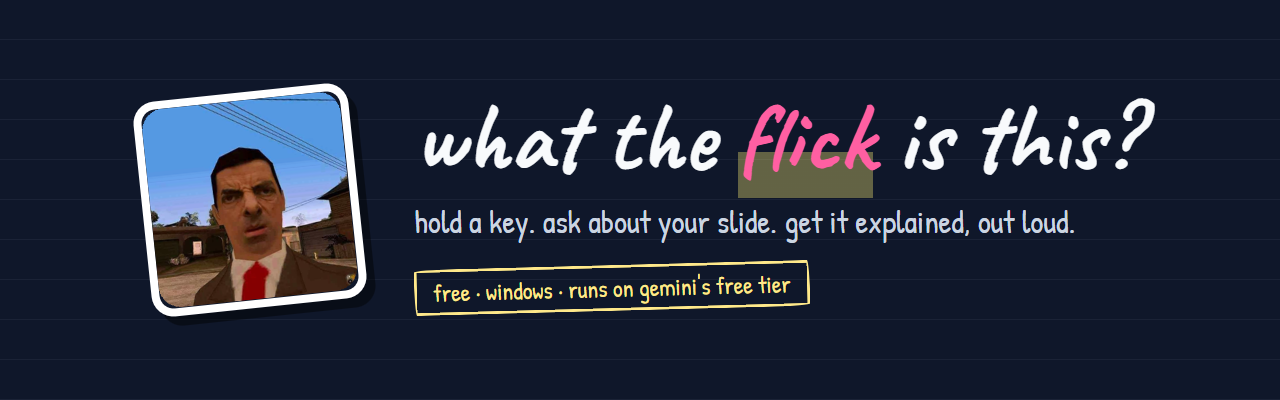 what the flick is this?
hold a key. ask about your slide. get it explained, out loud.
free · windows · runs on gemini's free tier